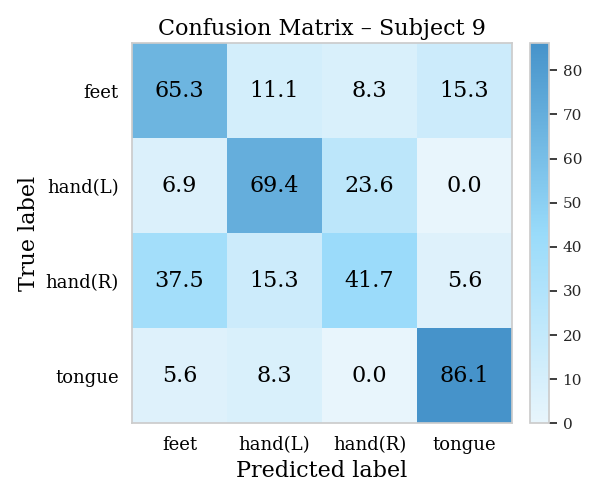 Confusion Matrix – Subject 9
feet 65.3 11.1 8.3 15.3
hand(L) 6.9 69.4 23.6 0.0
hand(R) 37.5 15.3 41.7 5.6
tongue 5.6 8.3 0.0 86.1
feet hand(L) hand(R) tongue
Predicted label
True label
80
70
60
50
40
30
20
10
0